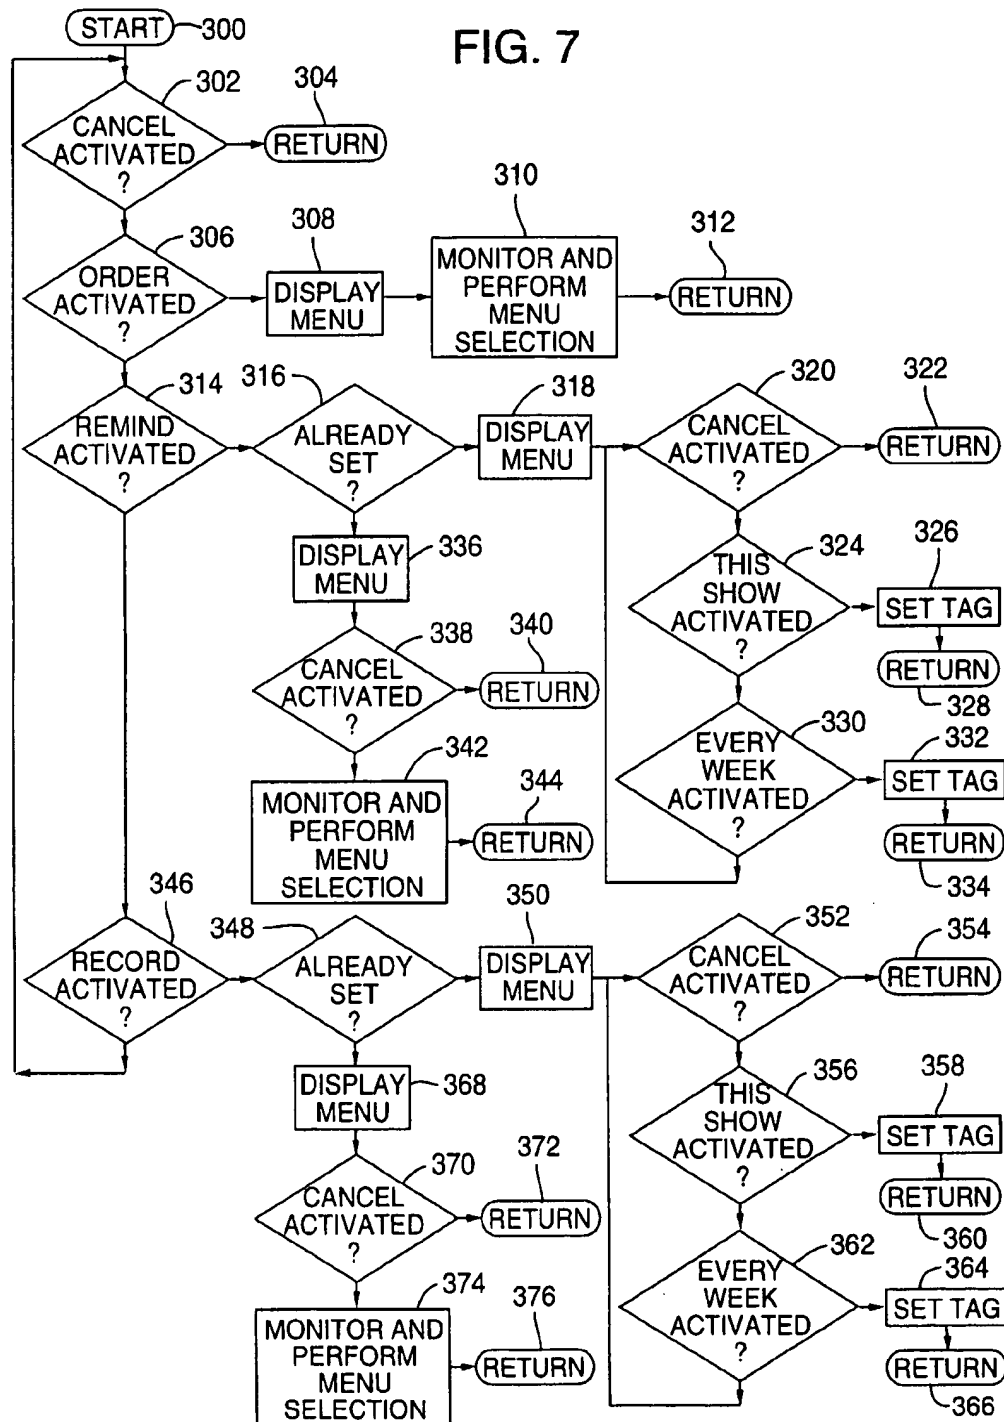 FIG. 7
START
300
302
CANCEL
ACTIVATED
?
304
RETURN
306
ORDER
ACTIVATED
?
308
DISPLAY
MENU
310
MONITOR AND
PERFORM
MENU
SELECTION
312
RETURN
314
REMIND
ACTIVATED
?
316
ALREADY
SET
?
318
DISPLAY
MENU
320
CANCEL
ACTIVATED
?
322
RETURN
324
THIS
SHOW
ACTIVATED
?
326
SET TAG
RETURN
328
330
EVERY
WEEK
ACTIVATED
?
332
SET TAG
RETURN
334
DISPLAY
MENU
336
338
CANCEL
ACTIVATED
?
340
RETURN
342
MONITOR AND
PERFORM
MENU
SELECTION
344
RETURN
346
RECORD
ACTIVATED
?
348
ALREADY
SET
?
350
DISPLAY
MENU
352
CANCEL
ACTIVATED
?
354
RETURN
356
THIS
SHOW
ACTIVATED
?
358
SET TAG
RETURN
360
362
EVERY
WEEK
ACTIVATED
?
364
SET TAG
RETURN
366
DISPLAY
MENU
368
370
CANCEL
ACTIVATED
?
372
RETURN
374
MONITOR AND
PERFORM
MENU
SELECTION
376
RETURN